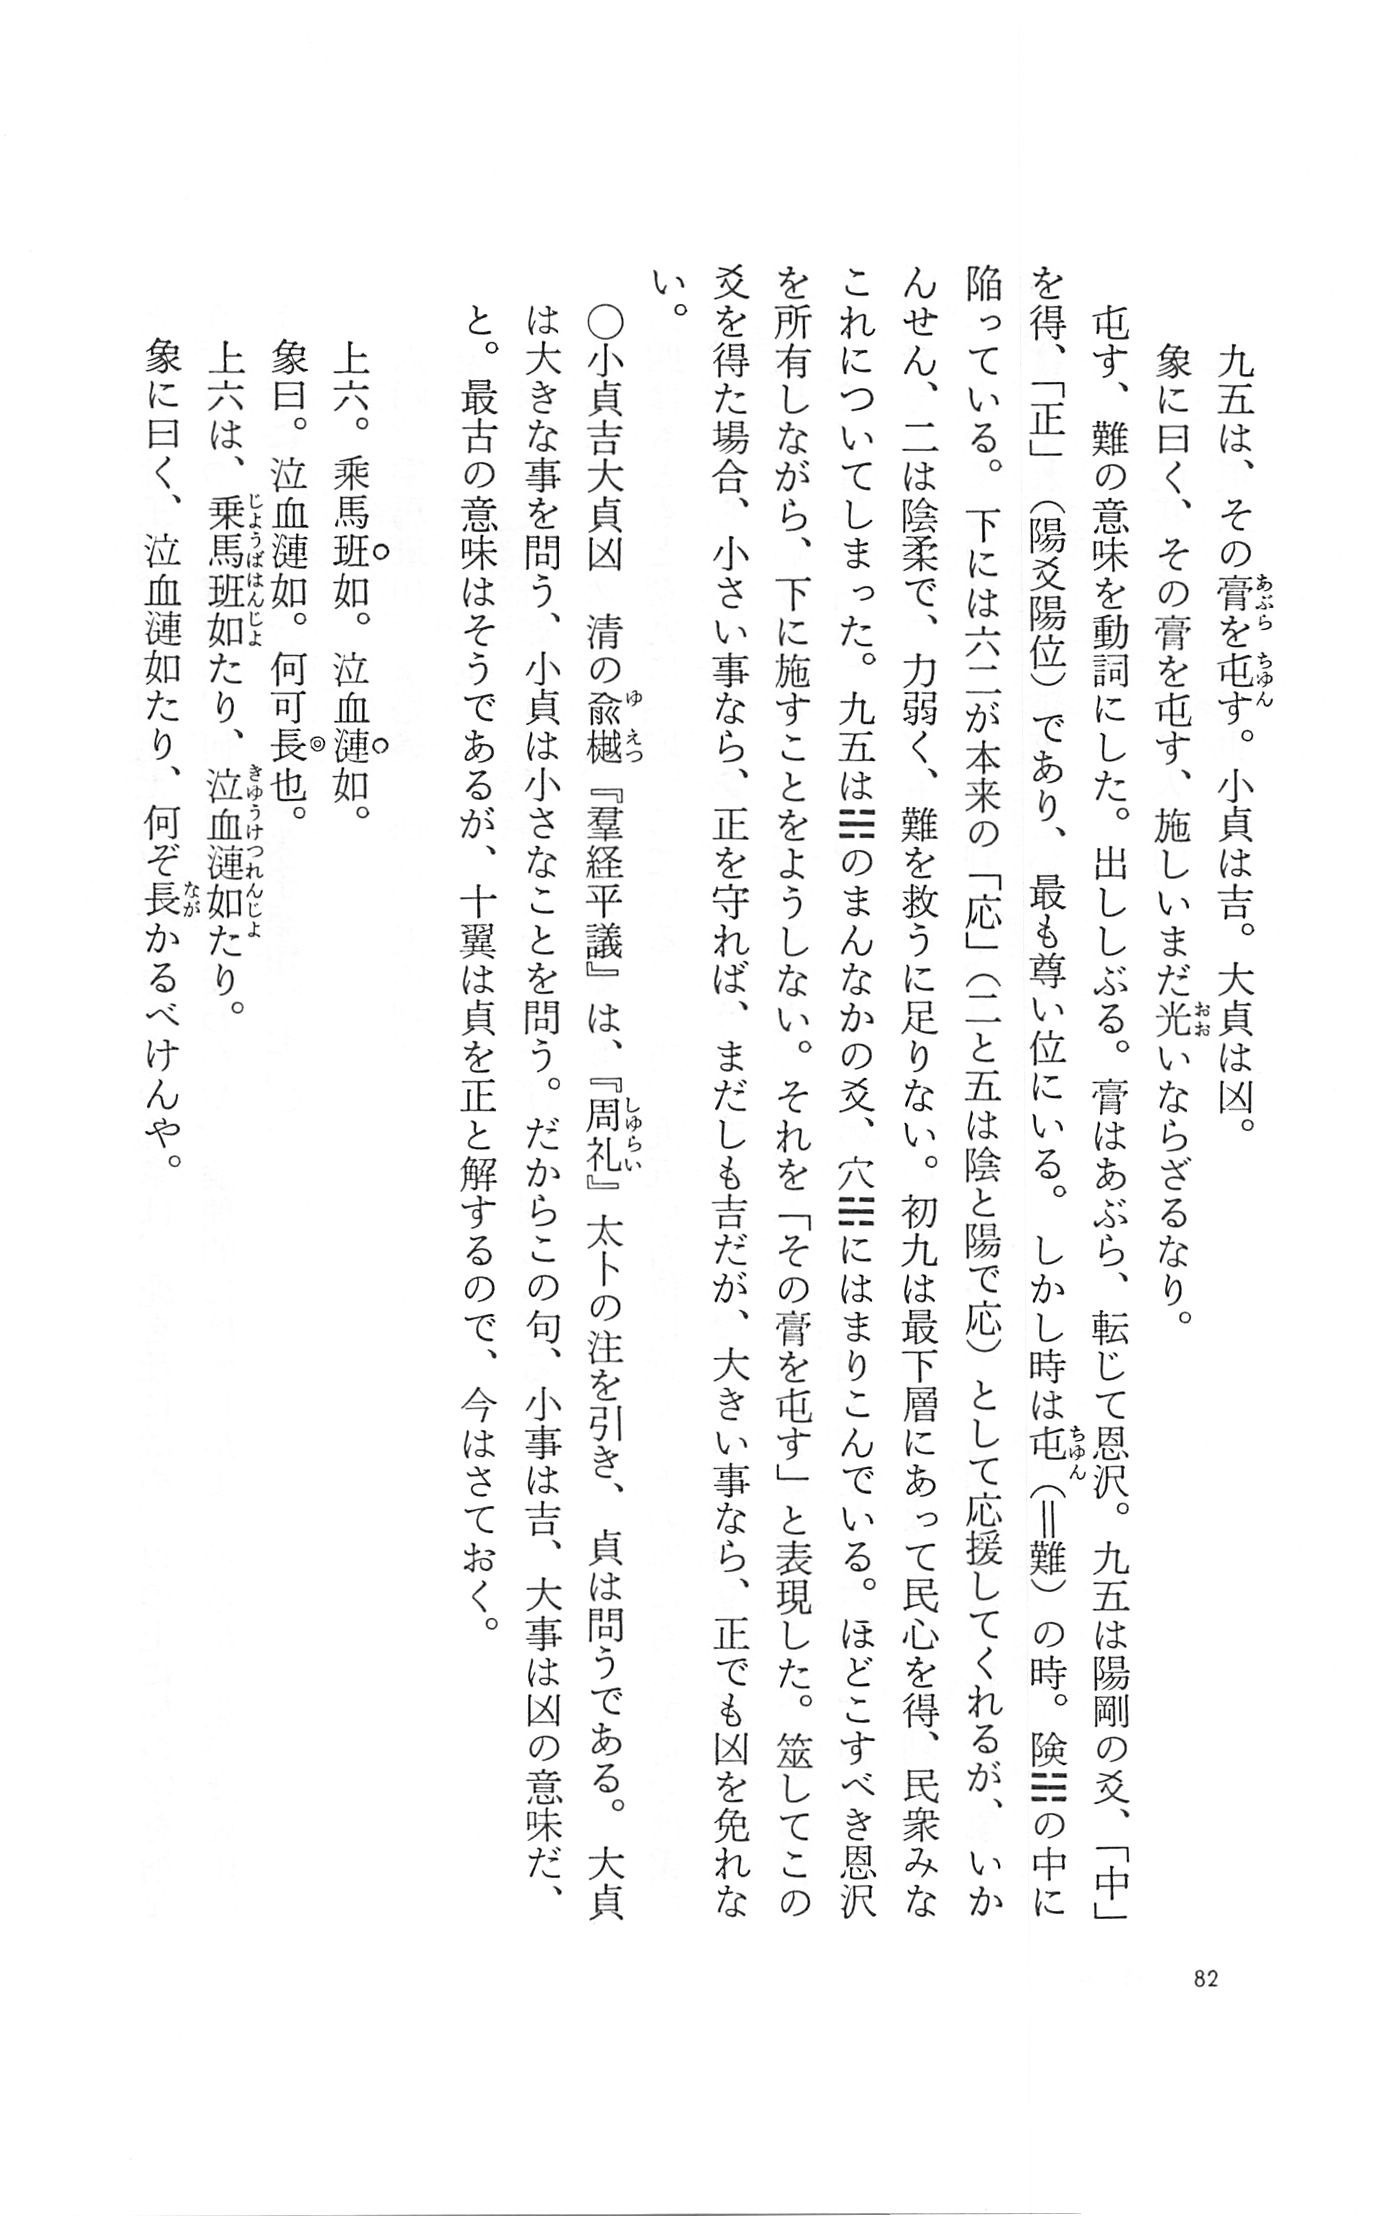 九五は、その膏を屯す。小貞は吉。大貞は凶。
象に曰く、その膏を屯す、施しいまだ光いならざるなり。
屯す、難の意味を動詞にした。出ししぶる。膏はあぶら、転じて恩沢。九五は陽剛の爻、「中」
を得、「正」（陽爻陽位）であり、最も尊い位にいる。しかし時は屯（＝難）の時。険☵の中に
陥っている。下には六二が本来の「応」（二と五は陰と陽で応）として応援してくれるが、いか
んせん、二は陰柔で、力弱く、難を救うに足りない。初九は最下層にあって民心を得、民衆みな
これについてしまった。九五は☵のまんなかの爻、穴☵にはまりこんでいる。ほどこすべき恩沢
を所有しながら、下に施すことをようしない。それを「その膏を屯す」と表現した。筮してこの
爻を得た場合、小さい事なら、正を守れば、まだしも吉だが、大きい事なら、正でも凶を免れな
い。
〇小貞吉大貞凶　清の兪樾『羣経平議』は、『周礼』太卜の注を引き、貞は問うである。大貞
は大きな事を問う、小貞は小さなことを問う。だからこの句、小事は吉、大事は凶の意味だ、
と。最古の意味はそうであるが、十翼は貞を正と解するので、今はさておく。
上六。乘馬班如。泣血漣如。
象曰。泣血漣如。何可長也。
上六は、乗馬班如たり、泣血漣如たり。
象に曰く、泣血漣如たり、何ぞ長かるべけんや。
82